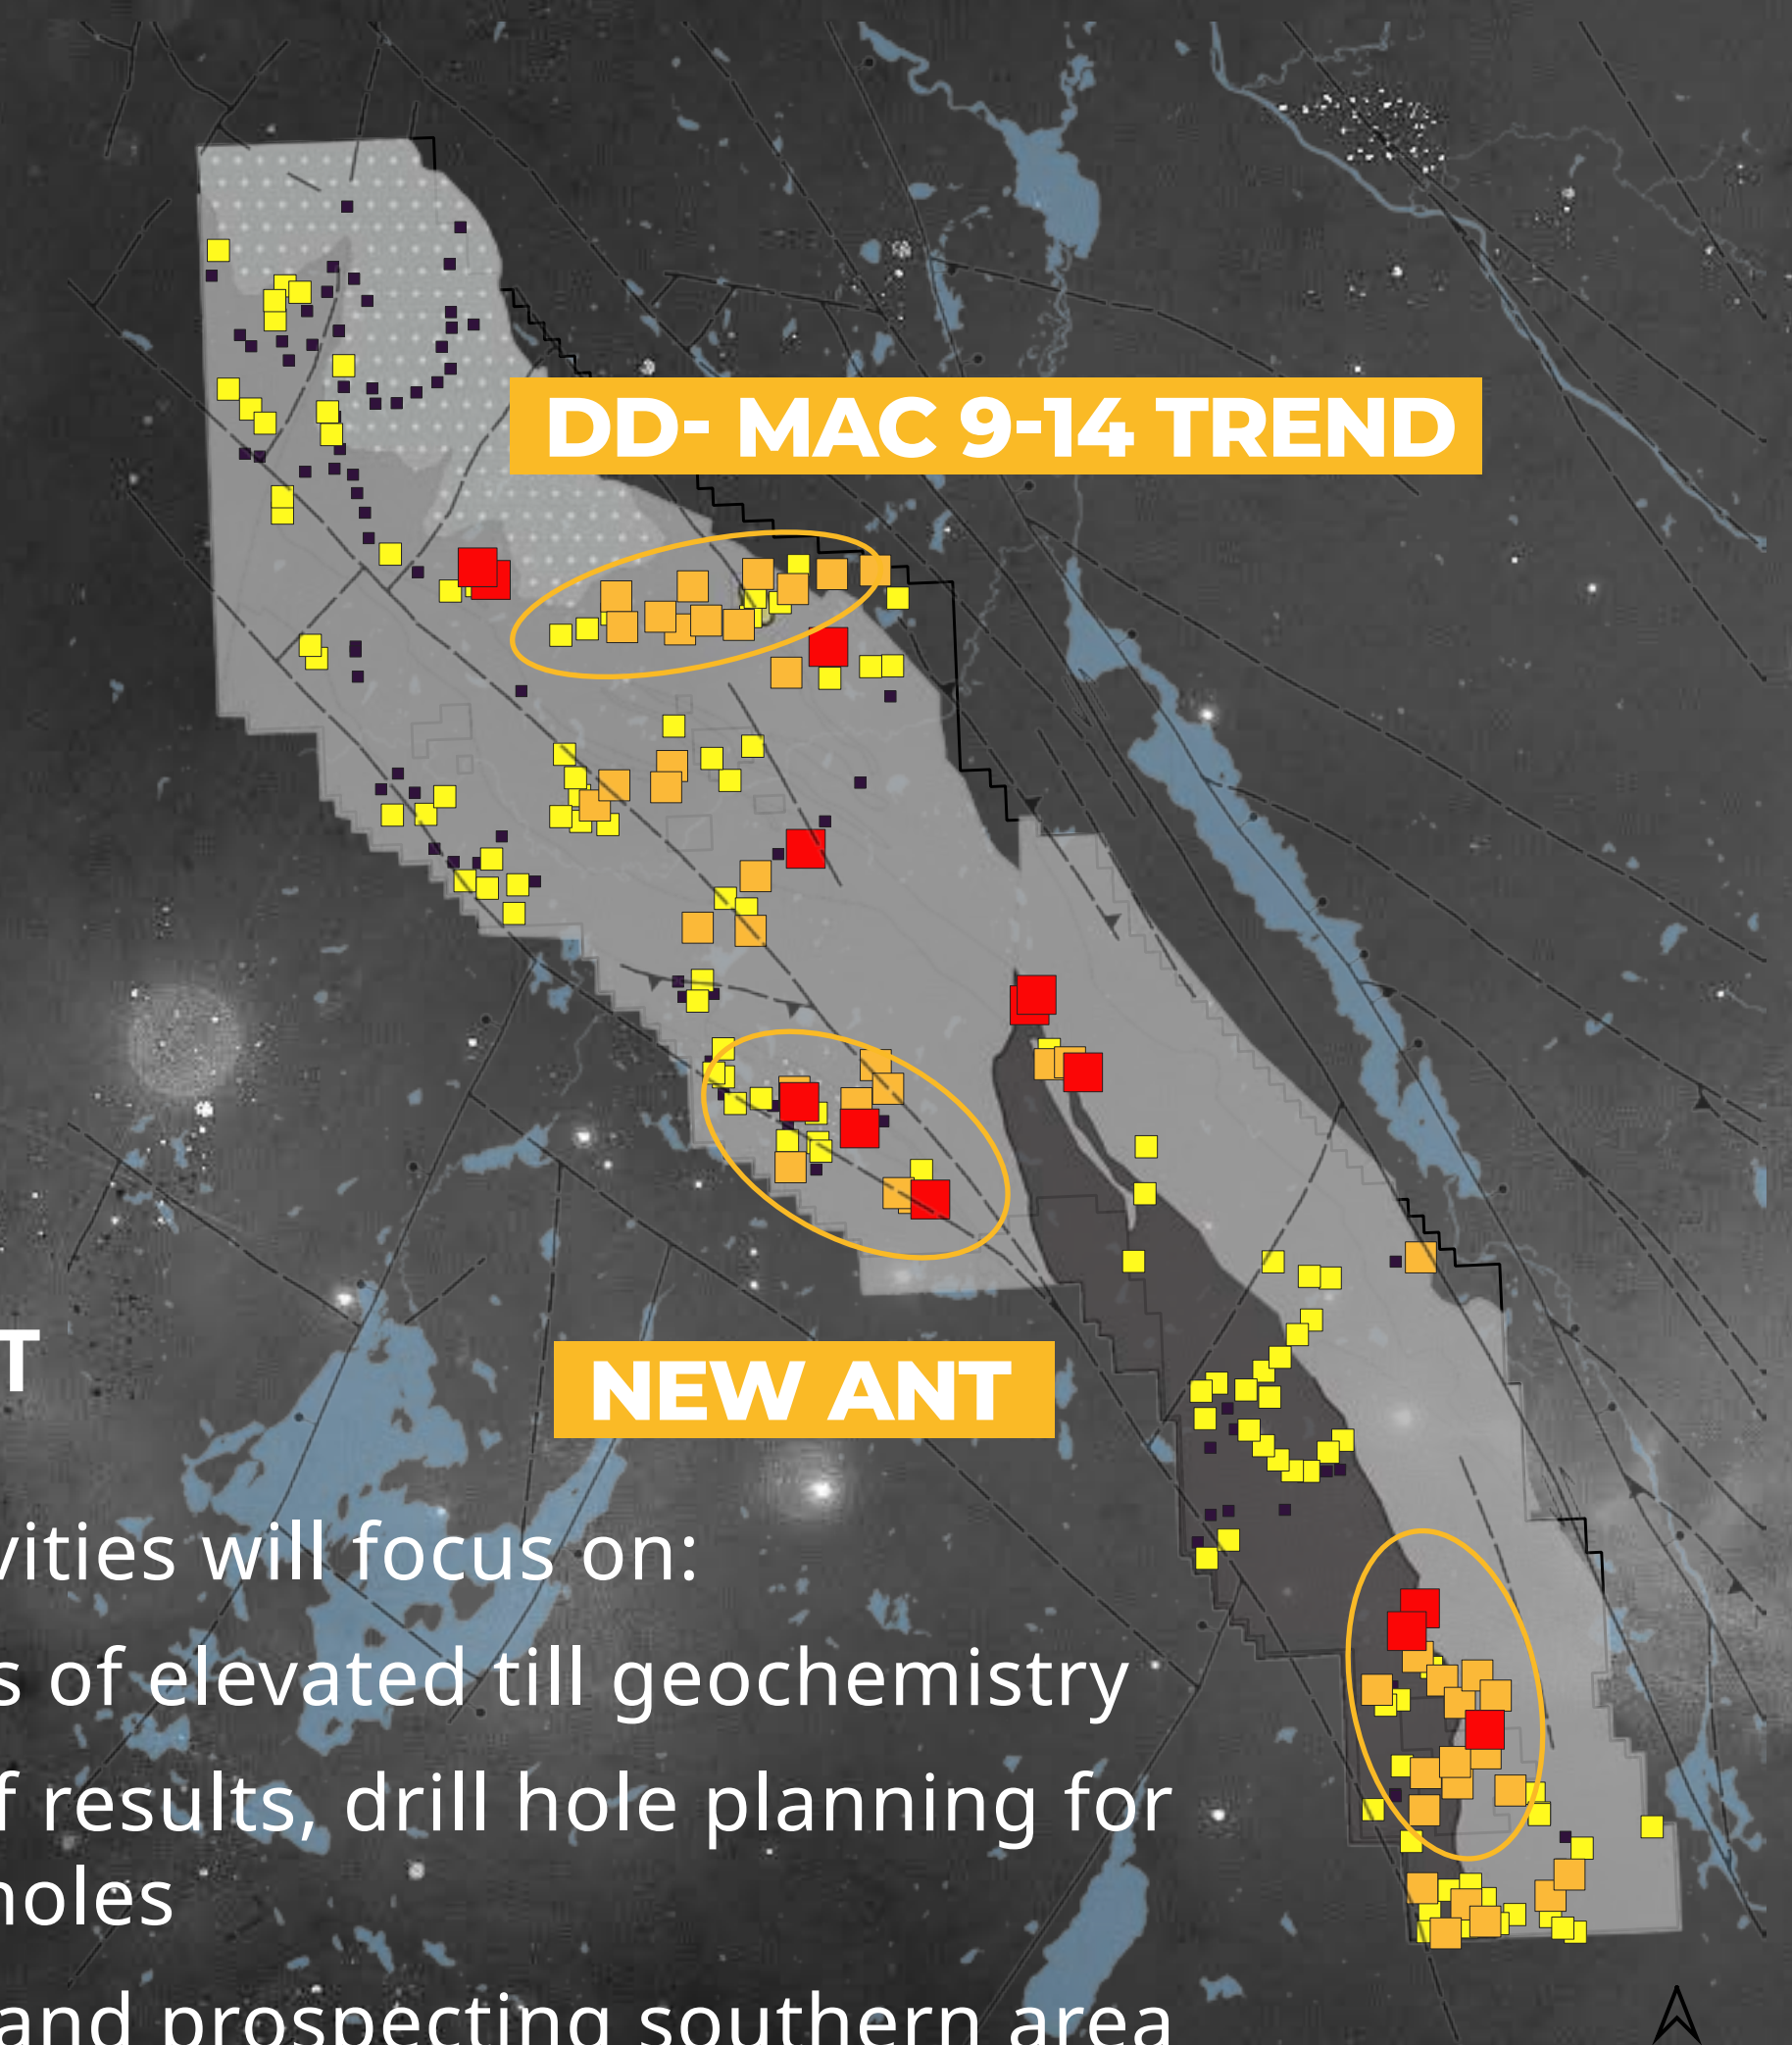 DD- MAC 9-14 TREND
NEW ANT
T
vities will focus on:
s of elevated till geochemistry
f results, drill hole planning for
holes
and prospecting southern area